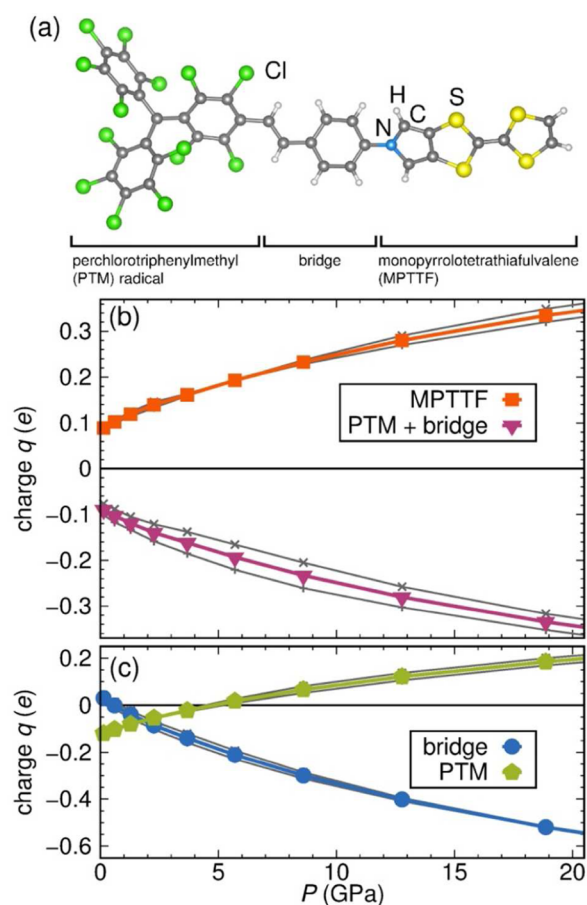 (a)
Cl
H
C
S
N
perchlorotriphenylmethyl
(PTM) radical
bridge
monopyrrolotetrathiafulvalene
(MPTTF)
(b)
charge q (e)
0.3
0.2
0.1
0
-0.1
-0.2
-0.3
MPTTF
PTM + bridge
(c)
charge q (e)
0.2
0
-0.2
-0.4
-0.6
bridge
PTM
0 5 10 15 20
P (GPa)